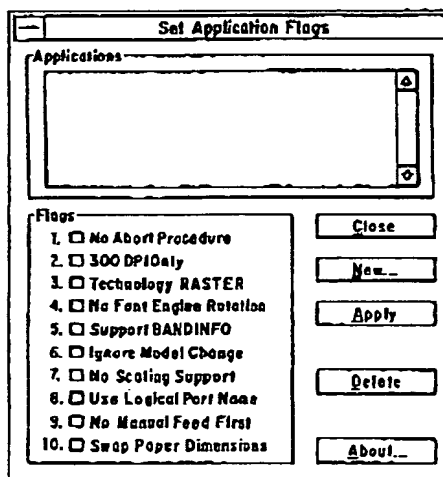 Set Application Flags
Applications
Flags
1. No Abort Procedure
2. 300 DPI Only
3. Technology RASTER
4. No Font Engine Rotation
5. Support BANDINFO
6. Ignore Model Change
7. No Scaling Support
8. Use Logical Port Name
9. No Manual Feed First
10. Swap Paper Dimensions
Close
New...
Apply
Delete
About...